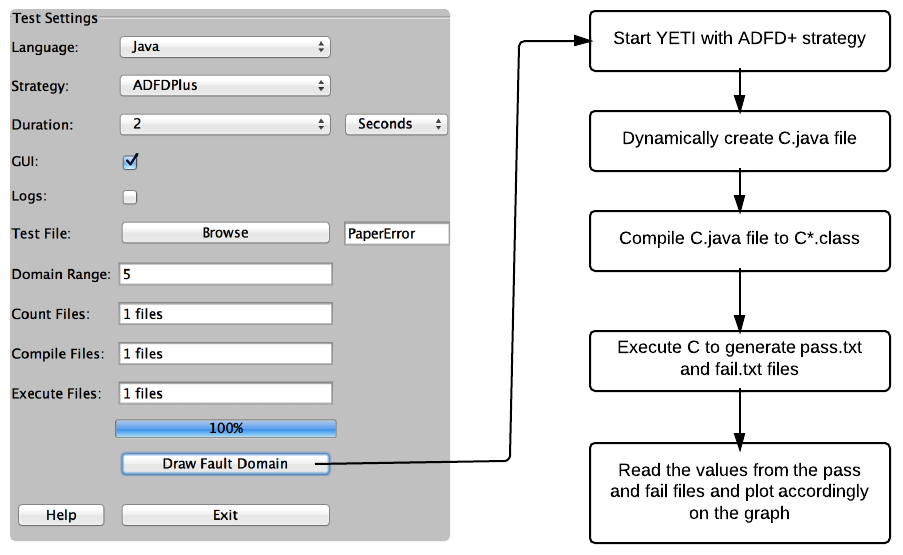 Test Settings
Language: Java
Strategy: ADFDPlus
Duration: 2 Seconds
GUI:
Logs:
Test File: Browse PaperError
Domain Range: 5
Count Files: 1 files
Compile Files: 1 files
Execute Files: 1 files
100%
Draw Fault Domain
Help Exit
Start YETI with ADFD+ strategy
Dynamically create C.java file
Compile C.java file to C*.class
Execute C to generate pass.txt
and fail.txt files
Read the values from the pass
and fail files and plot accordingly
on the graph